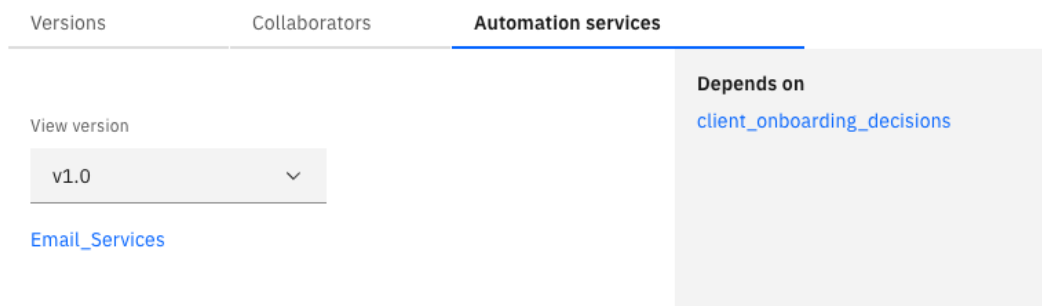 Versions
Collaborators
Automation services
View version
v1.0
Email_Services
Depends on
client_onboarding_decisions